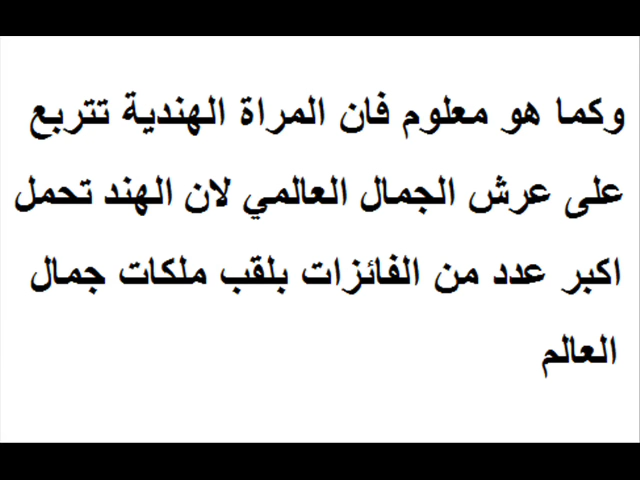 وكما هو معلوم فان المراة الهندية تتربع
على عرش الجمال العالمي لان الهند تحمل
اكبر عدد من الفائزات بلقب ملكات جمال
العالم